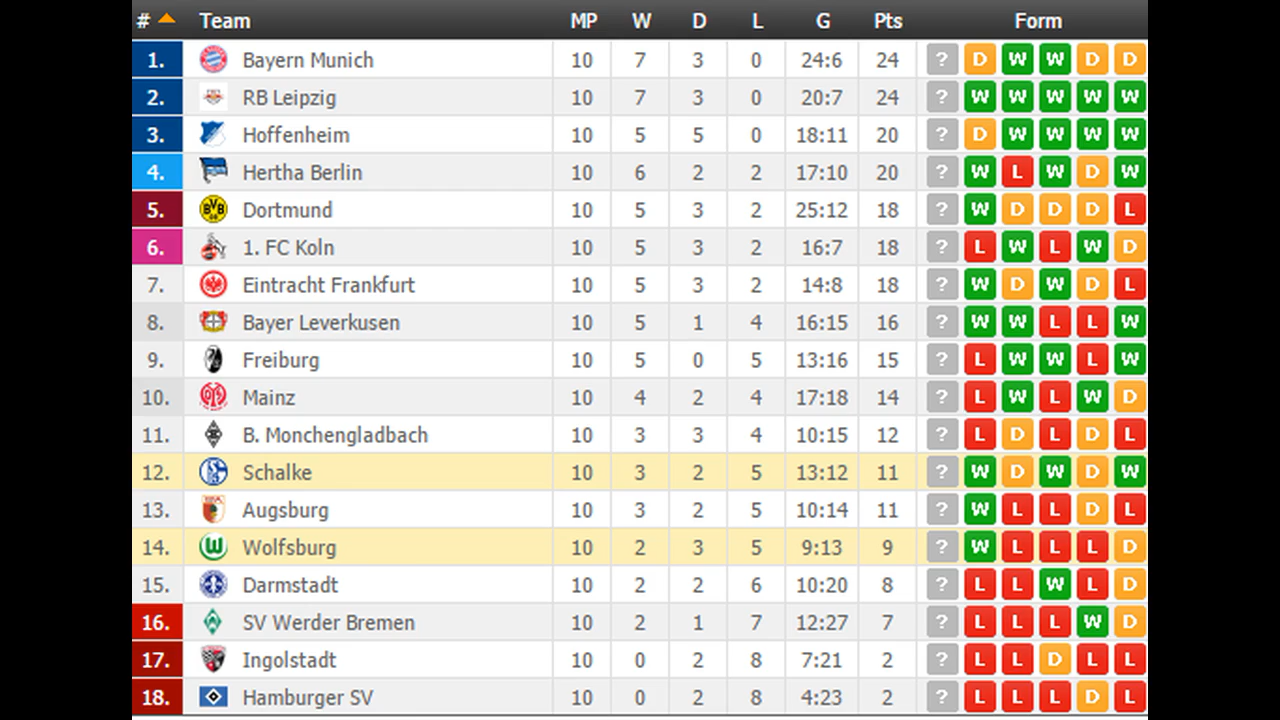 # Team MP W D L G Pts Form
1. Bayern Munich 10 7 3 0 24:6 24 ? D W W D D
2. RB Leipzig 10 7 3 0 20:7 24 ? W W W W W
3. Hoffenheim 10 5 5 0 18:11 20 ? D W W W W
4. Hertha Berlin 10 6 2 2 17:10 20 ? W L W D W
5. Dortmund 10 5 3 2 25:12 18 ? W D D D L
6. 1. FC Koln 10 5 3 2 16:7 18 ? L W L W D
7. Eintracht Frankfurt 10 5 3 2 14:8 18 ? W D W D L
8. Bayer Leverkusen 10 5 1 4 16:15 16 ? W W L L W
9. Freiburg 10 5 0 5 13:16 15 ? L W W L W
10. Mainz 10 4 2 4 17:18 14 ? L W L W D
11. B. Monchengladbach 10 3 3 4 10:15 12 ? L D L D L
12. Schalke 10 3 2 5 13:12 11 ? W D W D W
13. Augsburg 10 3 2 5 10:14 11 ? W L L D L
14. Wolfsburg 10 2 3 5 9:13 9 ? W L L L D
15. Darmstadt 10 2 2 6 10:20 8 ? L L W L D
16. SV Werder Bremen 10 2 1 7 12:27 7 ? L L L W D
17. Ingolstadt 10 0 2 8 7:21 2 ? L L D L L
18. Hamburger SV 10 0 2 8 4:23 2 ? L L L D L